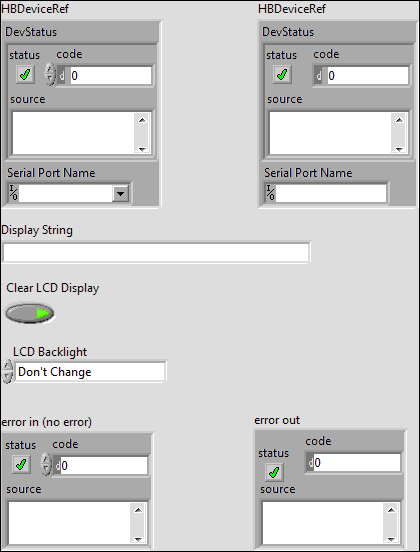 HBDeviceRef
DevStatus
status code
d 0
source
Serial Port Name
I/O
HBDeviceRef
DevStatus
status code
d 0
source
Serial Port Name
I/O
Display String
Clear LCD Display
LCD Backlight
Don't Change
error in (no error)
status code
d 0
source
error out
status code
d 0
source